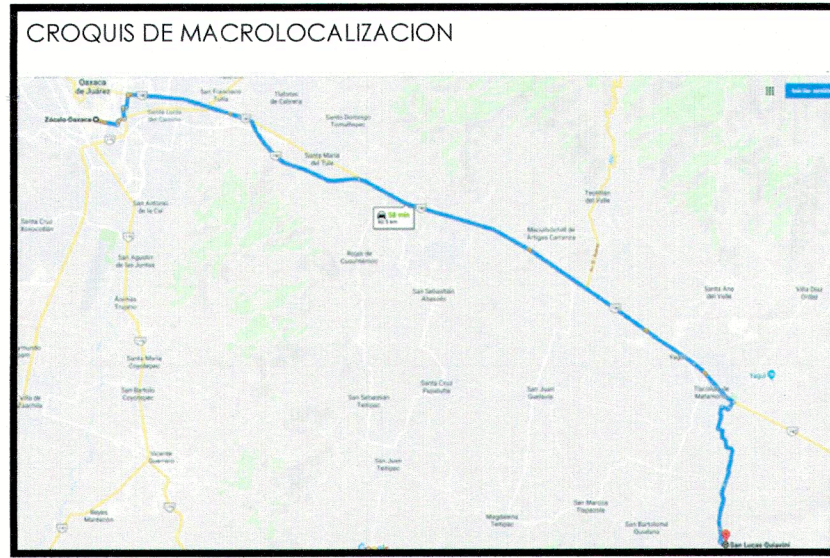 CROQUIS DE MACROLOCALIZACION
Oaxaca
de Juárez
San Francisco
Tutla
Tlalixtac
de Cabrera
Santa Lucía
del Camino
Zócalo Oaxaca
Santo Domingo
Tomaltepec
Santa María
del Tule
Teotitlán
del Valle
San Antonio
de la Cal
58 min
Santa Cruz
Xoxocotlán
Macuilxóchitl de
Artigas Carranza
San Agustín
de las Juntas
Rojas de
Cuauhtémoc
San Sebastián
Abasolo
Santa Ana
del Valle
Villa Díaz
Ordaz
Ánimas
Trujano
Santa María
Coyotepec
Yagul
Yagul
San Bartolo
Coyotepec
Villa de
Zaachila
San Sebastián
Teitipac
Santa Cruz
Papalutla
San Juan
Guelavía
Tlacolula de
Matamoros
Vicente
Guerrero
San Juan
Teitipac
Reyes
Mantecón
Magdalena
Teitipac
San Marcos
Tlapazola
San Bartolomé
Quialana
San Lucas Quiaviní
Google